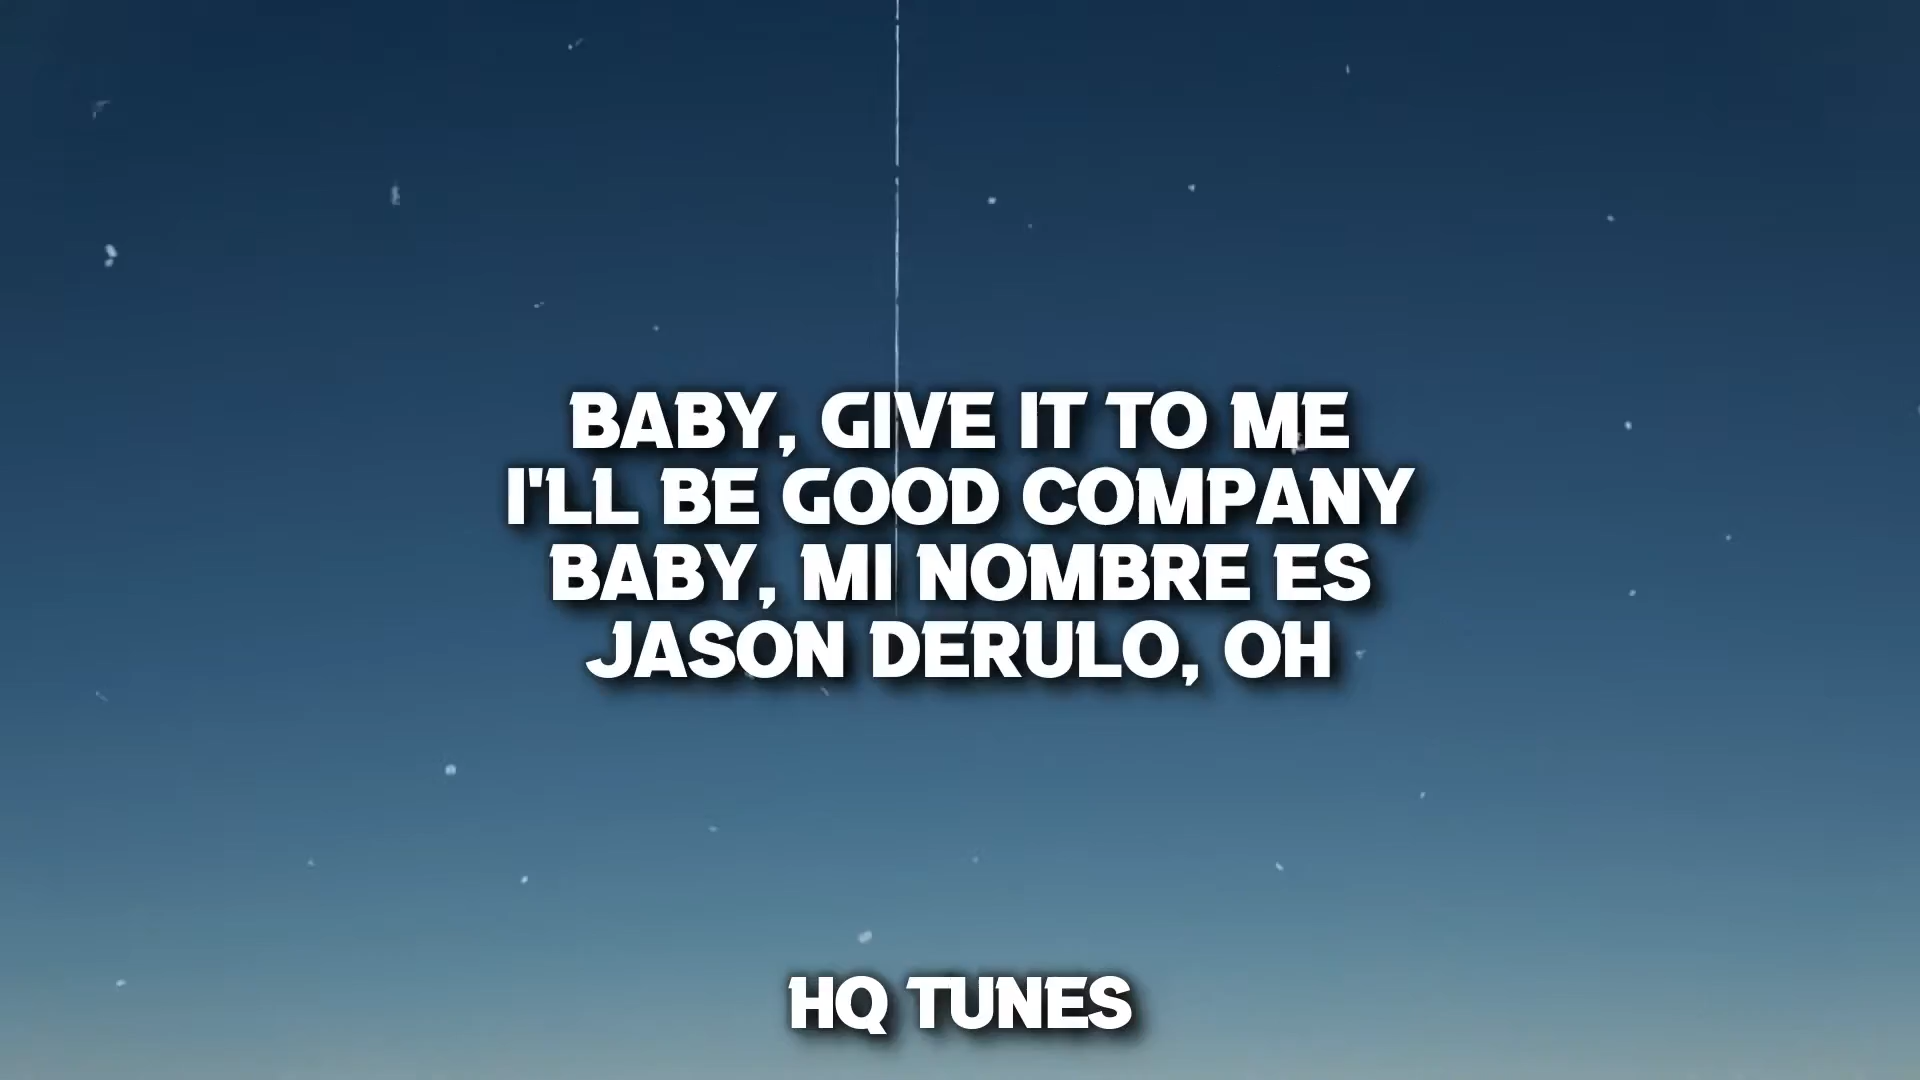 BABY, GIVE IT TO ME
I'LL BE GOOD COMPANY
BABY, MI NOMBRE ES
JASON DERULO, OH
HQ TUNES